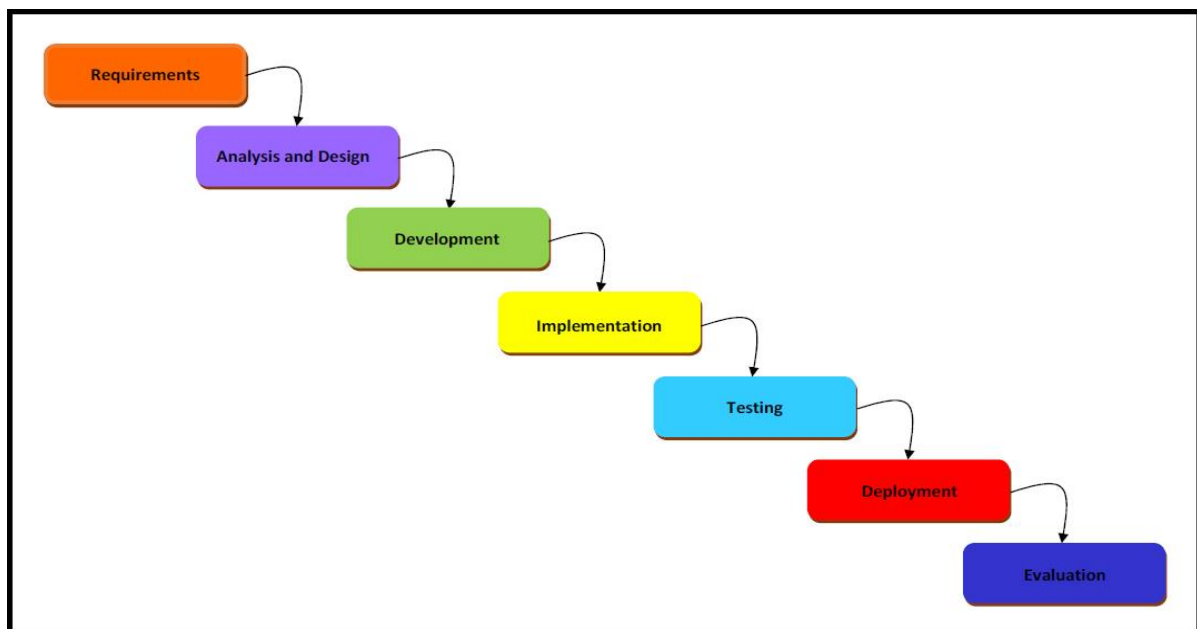 Requirements
Analysis and Design
Development
Implementation
Testing
Deployment
Evaluation